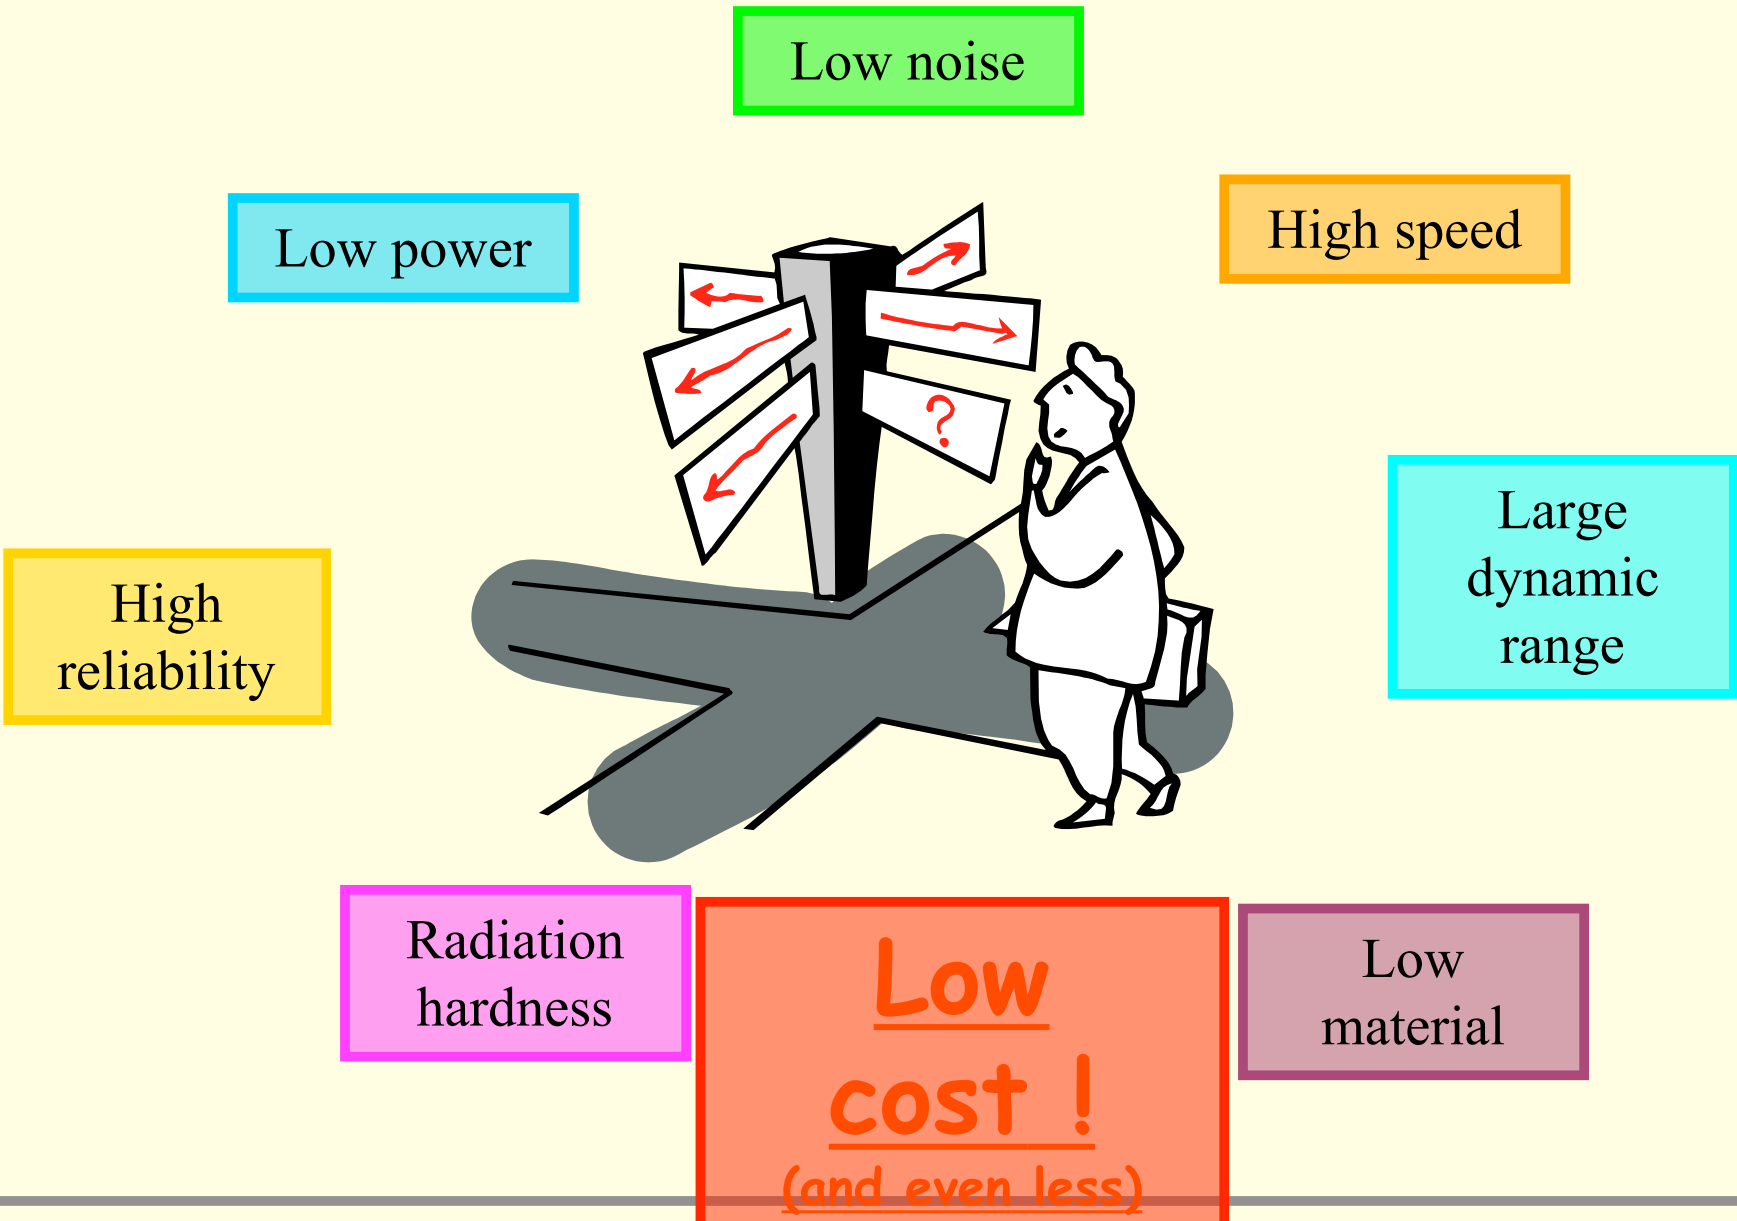 Low noise
Low power
High speed
?
Large
dynamic
range
High
reliability
Radiation
hardness
Low
cost !
(and even less)
Low
material